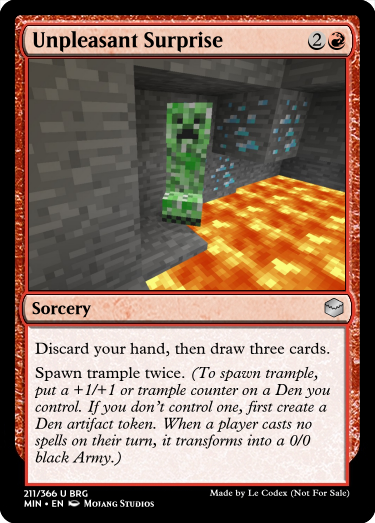 Unpleasant Surprise 2
Sorcery
Discard your hand, then draw three cards.
Spawn trample twice. (To spawn trample,
put a +1/+1 or trample counter on a Den you
control. If you don't control one, first create a
Den artifact token. When a player casts no
spells on their turn, it transforms into a 0/0
black Army.)
211/366 U BRG
MIN • EN Mojang Studios
Made by Le Codex (Not For Sale)